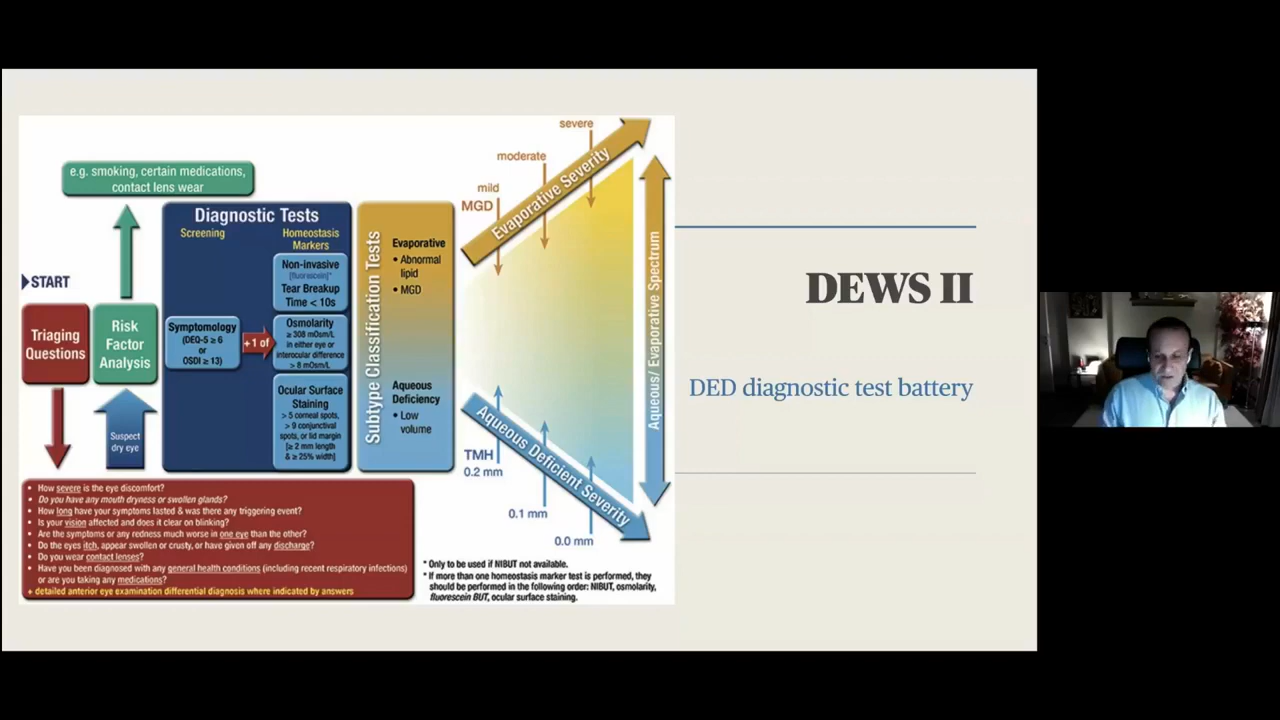 e.g. smoking, certain medications,
contact lens wear
START
Triaging
Questions
Risk
Factor
Analysis
Suspect
dry eye
Diagnostic Tests
Screening
Symptomology
(DEQ-5 ≥ 6
or
OSDI ≥ 13)
+1 of
Homeostasis
Markers
Non-invasive
[fluorescein]*
Tear Breakup
Time < 10s
Osmolarity
≥ 308 mOsm/L
in either eye or
interocular difference
> 8 mOsm/L
Ocular Surface
Staining
> 5 corneal spots,
> 9 conjunctival
spots, or lid margin
[≥ 2 mm length
& ≥ 25% width]
Subtype Classification Tests
Evaporative
• Abnormal
lipid
• MGD
Aqueous
Deficiency
• Low
volume
severe
moderate
mild
MGD
Evaporative Severity
Aqueous/ Evaporative Spectrum
Aqueous Deficient Severity
TMH
0.2 mm
0.1 mm
0.0 mm
• How severe is the eye discomfort?
• Do you have any mouth dryness or swollen glands?
• How long have your symptoms lasted & was there any triggering event?
• Is your vision affected and does it clear on blinking?
• Are the symptoms or any redness much worse in one eye than the other?
• Do the eyes itch, appear swollen or crusty, or have given off any discharge?
• Do you wear contact lenses?
• Have you been diagnosed with any general health conditions (including recent respiratory infections)
or are you taking any medications?
+ detailed anterior eye examination differential diagnosis where indicated by answers
* Only to be used if NIBUT not available.
* If more than one homeostasis marker test is performed, they
should be performed in the following order: NIBUT, osmolarity,
fluorescein BUT, ocular surface staining.
DEWS II
DED diagnostic test battery